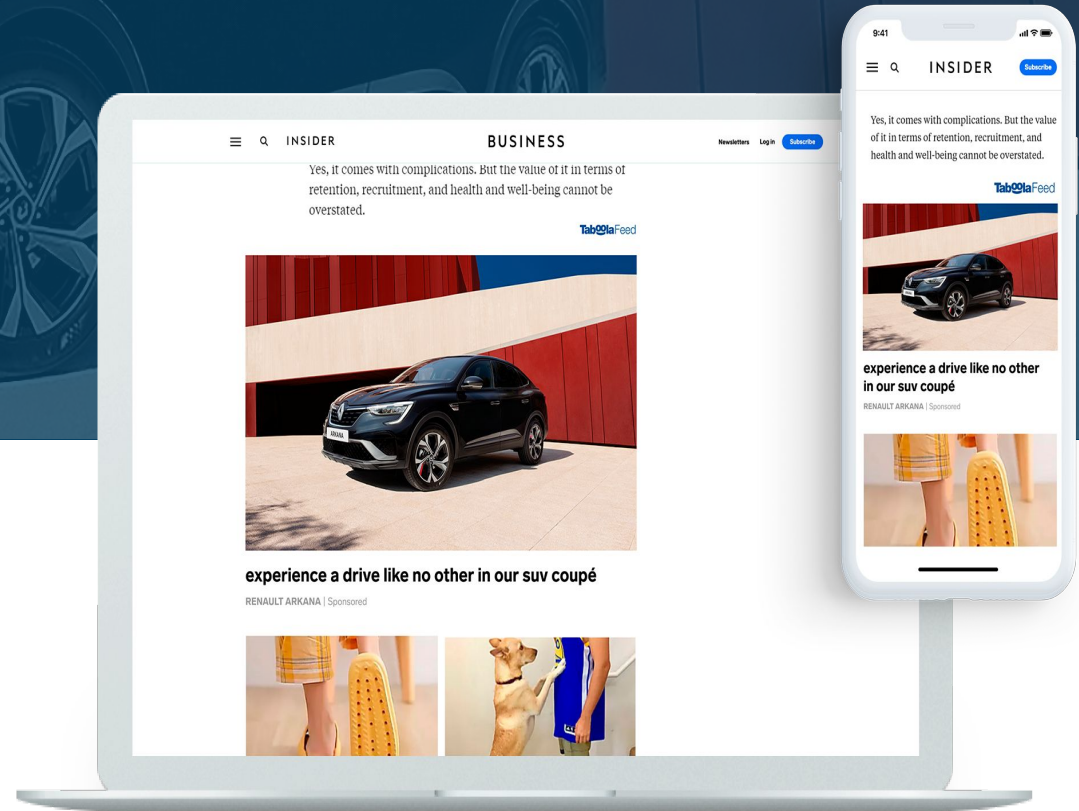 INSIDER
BUSINESS
Newsletters
Log in
Subscribe
Yes, it comes with complications. But the value of it in terms of
retention, recruitment, and health and well-being cannot be
overstated.
Taboola Feed
ARKANA
experience a drive like no other in our suv coupé
RENAULT ARKANA | Sponsored
9:41
INSIDER
Subscribe
Yes, it comes with complications. But the value
of it in terms of retention, recruitment, and
health and well-being cannot be overstated.
Taboola Feed
experience a drive like no other
in our suv coupé
RENAULT ARKANA | Sponsored